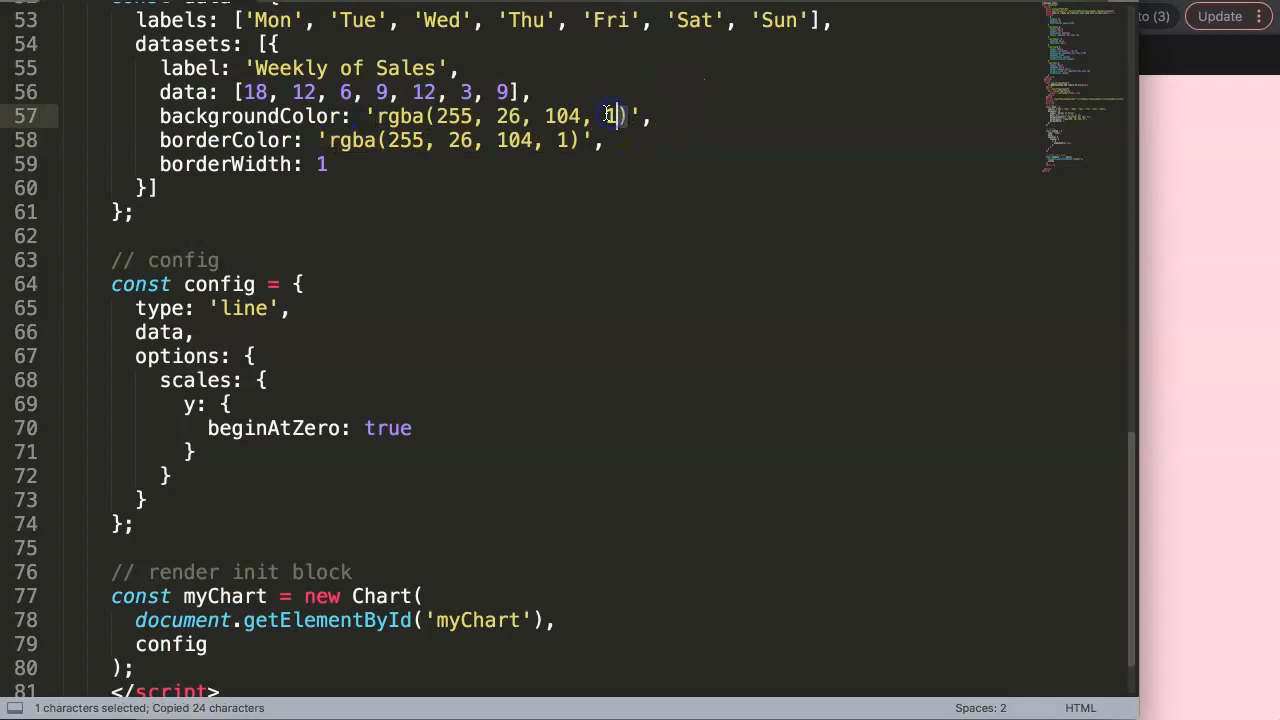 to (3)
Update
labels: ['Mon', 'Tue', 'Wed', 'Thu', 'Fri', 'Sat', 'Sun'],
54 datasets: [{
55 label: 'Weekly of Sales',
56 data: [18, 12, 6, 9, 12, 3, 9],
57 backgroundColor: 'rgba(255, 26, 104, 1)',
58 borderColor: 'rgba(255, 26, 104, 1)',
59 borderWidth: 1
60 }]
61 };
62
63 // config
64 const config = {
65 type: 'line',
66 data,
67 options: {
68 scales: {
69 y: {
70 beginAtZero: true
71 }
72 }
73 }
74 };
75
76 // render init block
77 const myChart = new Chart(
78 document.getElementById('myChart'),
79 config
80 );
81 </script>
1 characters selected; Copied 24 characters
Spaces: 2
HTML